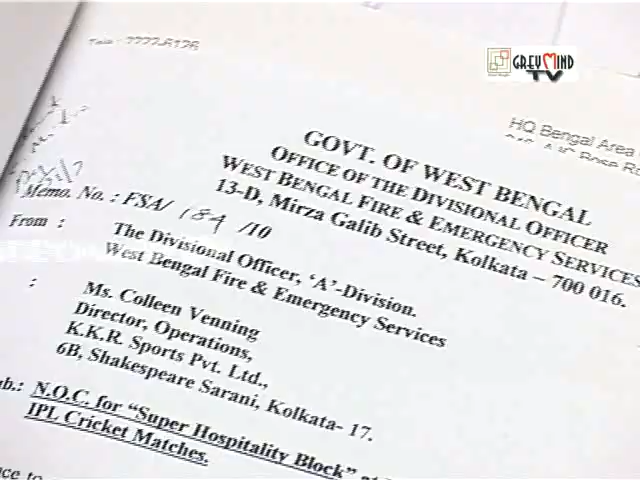 GREYMIND
TV
HQ Bengal Area
GOVT. OF WEST BENGAL
OFFICE OF THE DIVISIONAL OFFICER
WEST BENGAL FIRE & EMERGENCY SERVICES
13-D, Mirza Galib Street, Kolkata – 700 016.
Memo. No. : FSA/ 184 /10
From :
The Divisional Officer, ‘A’-Division.
West Bengal Fire & Emergency Services
:
Ms. Colleen Venning
Director, Operations,
K.K.R. Sports Pvt. Ltd.,
6B, Shakespeare Sarani, Kolkata- 17.
ub.: N.O.C. for “Super Hospitality Block”
IPL Cricket Matches.